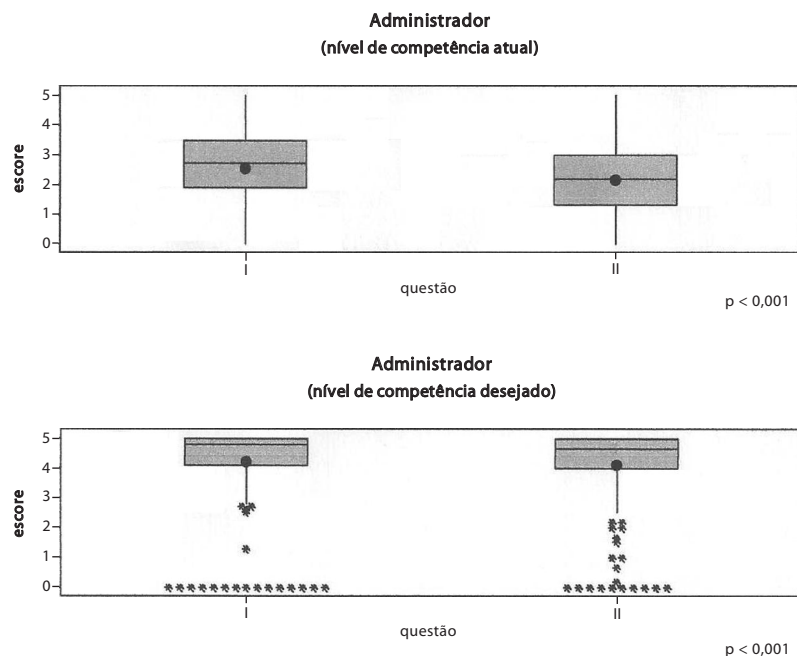 Administrador
(nível de competência atual)
escore
5
4
3
2
1
0
I
II
questão
p < 0,001
Administrador
(nível de competência desejado)
escore
5
4
3
2
1
0
I
II
questão
p < 0,001